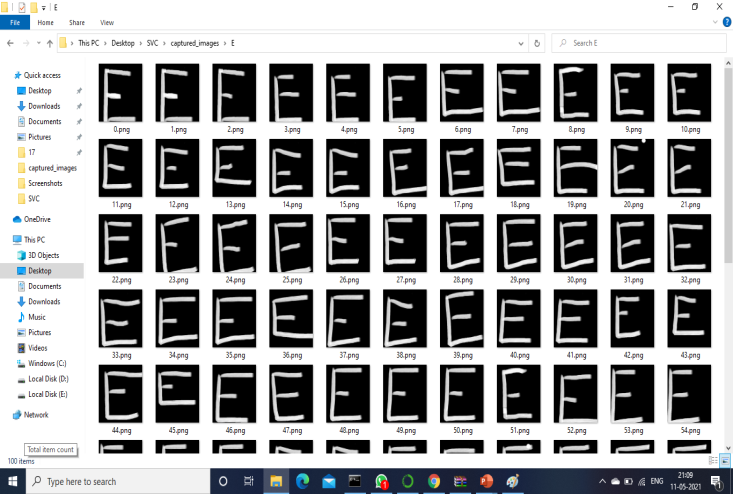 E
File Home Share View
This PC > Desktop > SVC > captured_images > E
Search E
Quick access
Desktop
Downloads
Documents
Pictures
17
captured_images
Screenshots
SVC
OneDrive
This PC
3D Objects
Desktop
Documents
Downloads
Music
Pictures
Videos
Windows (C:)
Local Disk (D:)
Local Disk (E:)
Network
E E E E E E E E E E E
0.png 1.png 2.png 3.png 4.png 5.png 6.png 7.png 8.png 9.png 10.png
E E E E E E E E E E E
11.png 12.png 13.png 14.png 15.png 16.png 17.png 18.png 19.png 20.png 21.png
E E E E E E E E E E E
22.png 23.png 24.png 25.png 26.png 27.png 28.png 29.png 30.png 31.png 32.png
E E E E E E E E E E E
33.png 34.png 35.png 36.png 37.png 38.png 39.png 40.png 41.png 42.png 43.png
E E E E E E E E E E E
44.png 45.png 46.png 47.png 48.png 49.png 50.png 51.png 52.png 53.png 54.png
Total item count
100 items
Type here to search
ENG
21:09
11-05-2021